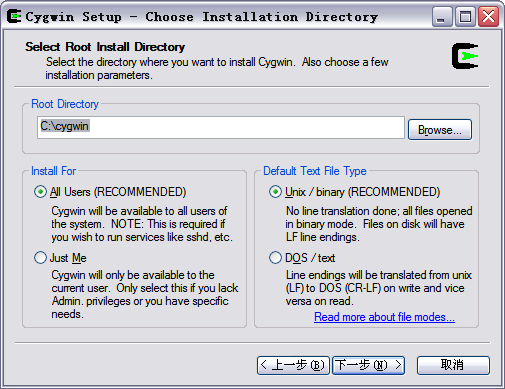 Cygwin Setup - Choose Installation Directory
Select Root Install Directory
Select the directory where you want to install Cygwin. Also choose a few
installation parameters.
Root Directory
C:\cygwin
Browse...
Install For
All Users (RECOMMENDED)
Cygwin will be available to all users of
the system. NOTE: This is required if
you wish to run services like sshd, etc.
Just Me
Cygwin will only be available to the
current user. Only select this if you lack
Admin. privileges or you have specific
needs.
Default Text File Type
Unix / binary (RECOMMENDED)
No line translation done; all files opened
in binary mode. Files on disk will have
LF line endings.
DOS / text
Line endings will be translated from unix
(LF) to DOS (CR-LF) on write and vice
versa on read.
Read more about file modes...
< 上一步(B) 下一步(N) > 取消